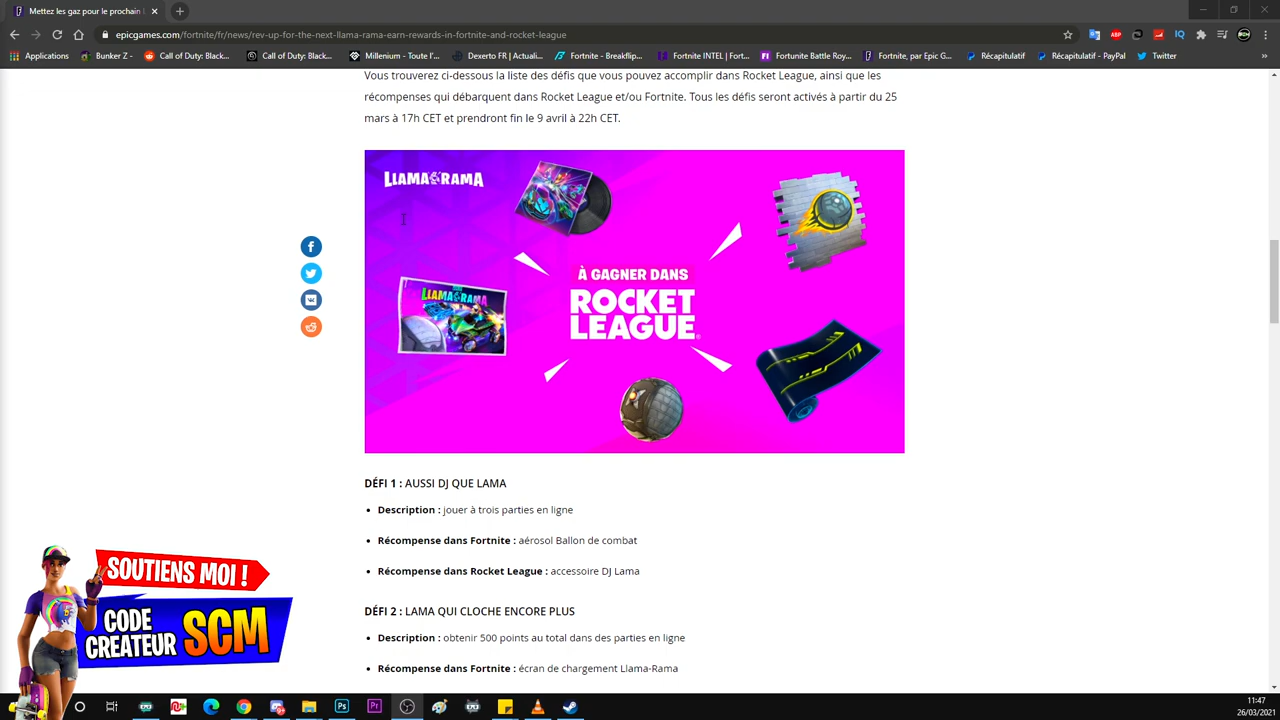 Mettez les gaz pour le prochain
epicgames.com/fortnite/fr/news/rev-up-for-the-next-llama-rama-earn-rewards-in-fortnite-and-rocket-league
Applications Bunker Z - Call of Duty: Black... Call of Duty: Black... Millenium - Toute l'... Dexerto FR | Actuali... Fortnite - Breakflip... Fortnite INTEL | Fort... Fortunite Battle Roy... Fortnite, par Epic G... Récapitulatif Récapitulatif - PayPal Twitter »
Vous trouverez ci-dessous la liste des défis que vous pouvez accomplir dans Rocket League, ainsi que les
récompenses qui débarquent dans Rocket League et/ou Fortnite. Tous les défis seront activés à partir du 25
mars à 17h CET et prendront fin le 9 avril à 22h CET.
LLAMA RAMA
LLAMA RAMA
À GAGNER DANS
ROCKET
LEAGUE
DÉFI 1 : AUSSI DJ QUE LAMA
• Description : jouer à trois parties en ligne
• Récompense dans Fortnite : aérosol Ballon de combat
• Récompense dans Rocket League : accessoire DJ Lama
DÉFI 2 : LAMA QUI CLOCHE ENCORE PLUS
• Description : obtenir 500 points au total dans des parties en ligne
• Récompense dans Fortnite : écran de chargement Llama-Rama
SOUTIENS MOI !
CODE
CREATEUR SCM
11:47
26/03/2021